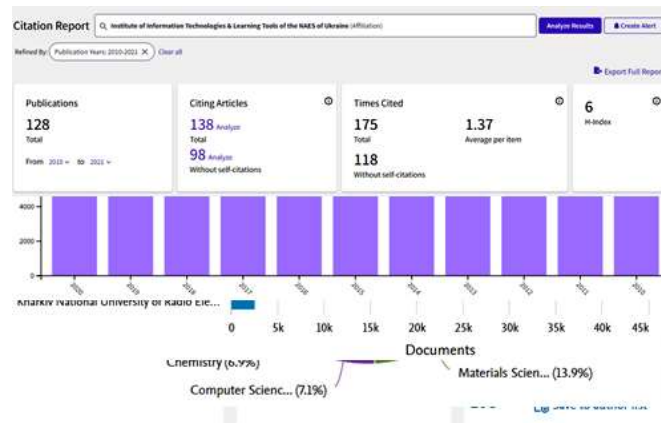 Citation Report
Institute of Information Technologies & Learning Tools of the NAES of Ukraine (Affiliation)
Analyze Results
Create Alert
Refined By: Publication Years: 2010-2021 X Clear all
Export Full Report
Publications
128
Total
From 2010 to 2021
Citing Articles
138 Analyze
Total
98 Analyze
Without self-citations
Times Cited
175
Total
118
Without self-citations
1.37
Average per item
6
H-Index
4000
2000
0
2020 2019 2018 2017 2016 2015 2014 2013 2012 2011 2010
Kharkiv National University of Radio Ele...
0 5k 10k 15k 20k 25k 30k 35k 40k 45k
Documents
Chemistry (6.9%)
Computer Scienc... (7.1%)
Materials Scien... (13.9%)
Save to author list